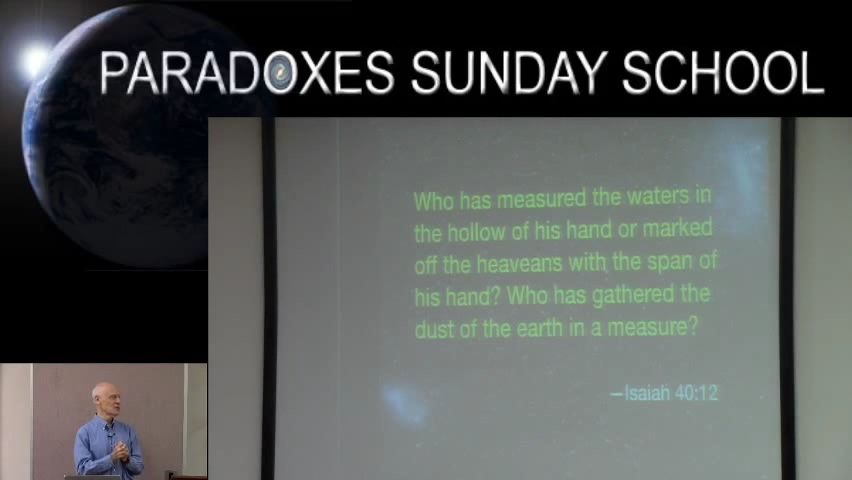 PARADOXES SUNDAY SCHOOL
Who has measured the waters in
the hollow of his hand or marked
off the heaveans with the span of
his hand? Who has gathered the
dust of the earth in a measure?
–Isaiah 40:12